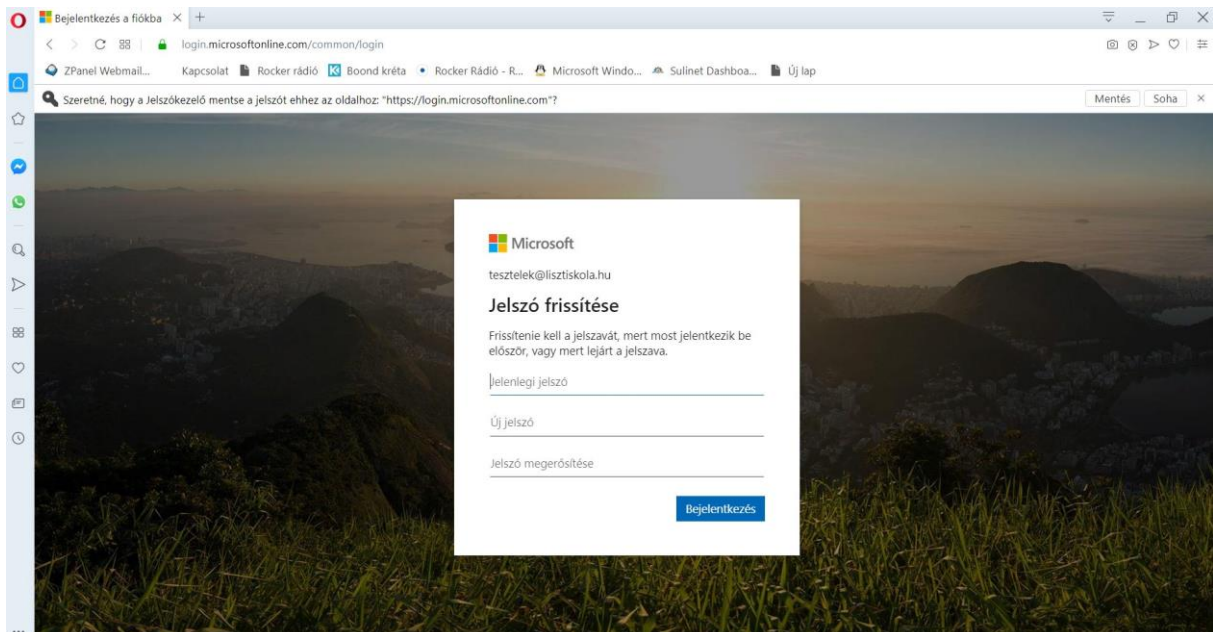 Bejelentkezés a fiókba
login.microsoftonline.com/common/login
ZPanel Webmail... Kapcsolat Rocker rádió Boond kréta Rocker Rádió - R... Microsoft Windo... Sulinet Dashboa... Új lap
Szeretné, hogy a Jelszókezelő mentse a jelszót ehhez az oldalhoz: "https://login.microsoftonline.com"? Mentés Soha
Microsoft
tesztelek@lisztiskola.hu
Jelszó frissítése
Frissítenie kell a jelszavát, mert most jelentkezik be
először, vagy mert lejárt a jelszava.
Jelenlegi jelszó
Új jelszó
Jelszó megerősítése
Bejelentkezés